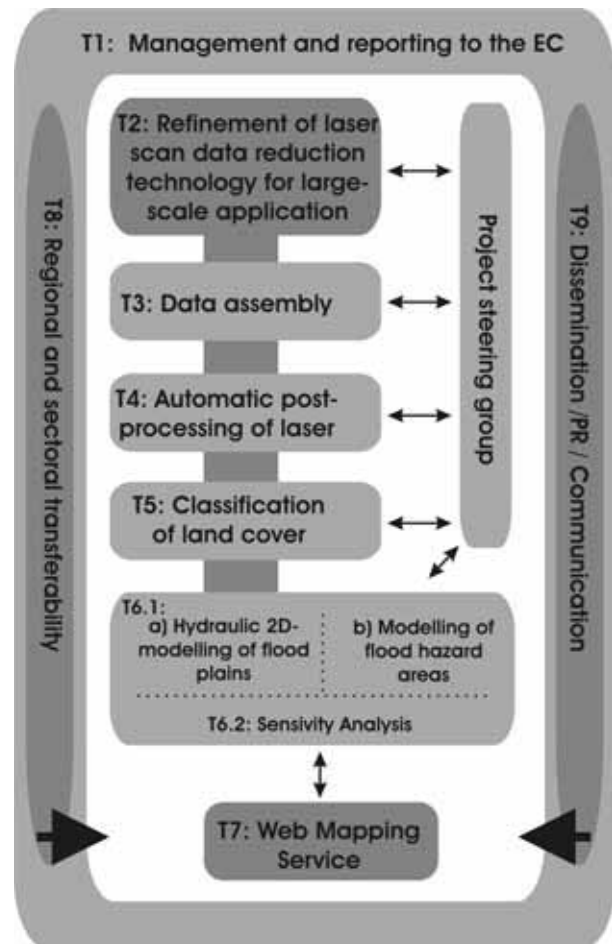 T1: Management and reporting to the EC
T2: Refinement of laser
scan data reduction
technology for large-
scale application
T3: Data assembly
T4: Automatic post-
processing of laser
T5: Classification
of land cover
Project steering group
T8: Regional and sectoral transferability
T9: Dissemination /PR / Communication
T6.1:
a) Hydraulic 2D-
modelling of flood
plains
b) Modelling of
flood hazard
areas
T6.2: Sensivity Analysis
T7: Web Mapping
Service